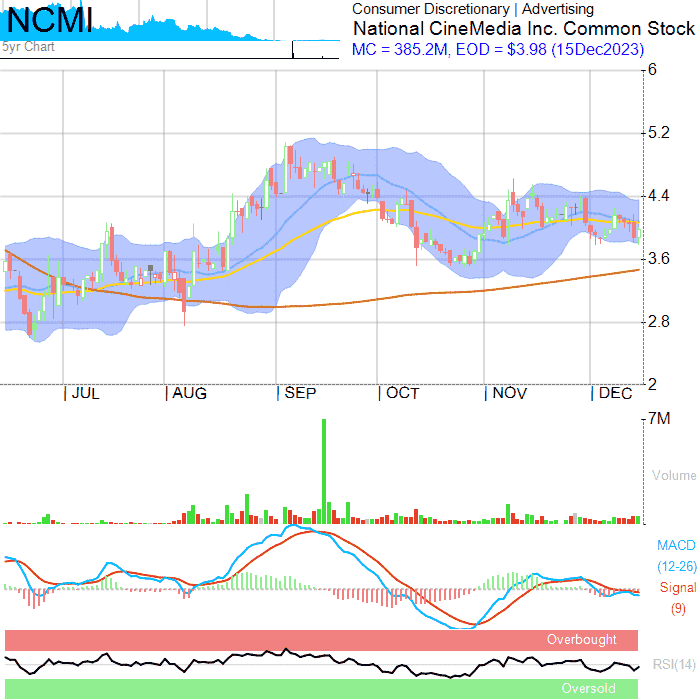 NCMI
5yr Chart
Consumer Discretionary | Advertising
National CineMedia Inc. Common Stock
MC = 385.2M, EOD = $3.98 (15Dec2023)
6
5.2
4.4
3.6
2.8
2
JUL AUG SEP OCT NOV DEC
7M
Volume
MACD
(12-26)
Signal
(9)
Overbought
RSI(14)
Oversold